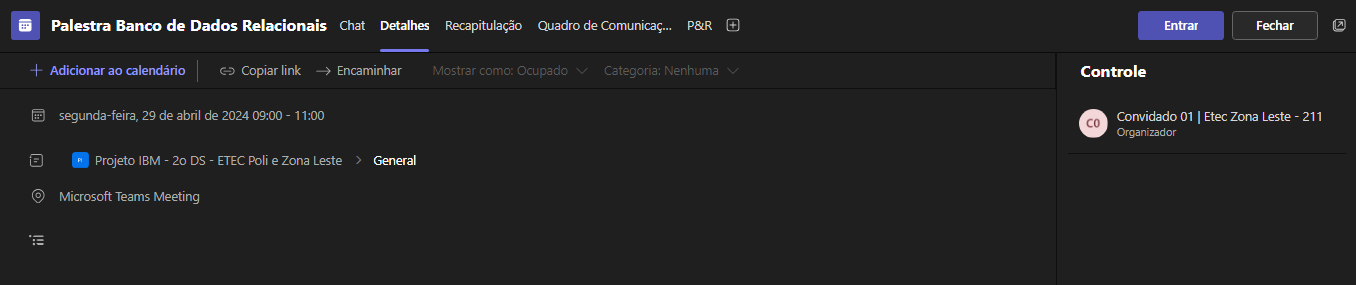 Palestra Banco de Dados Relacionais Chat Detalhes Recapitulação Quadro de Comunicaç... P&R Entrar Fechar
Adicionar ao calendário Copiar link Encaminhar Mostrar como: Ocupado Categoria: Nenhuma
Controle
segunda-feira, 29 de abril de 2024 09:00 - 11:00
C0 Convidado 01 | Etec Zona Leste - 211
Organizador
Projeto IBM - 2o DS - ETEC Poli e Zona Leste > General
Microsoft Teams Meeting